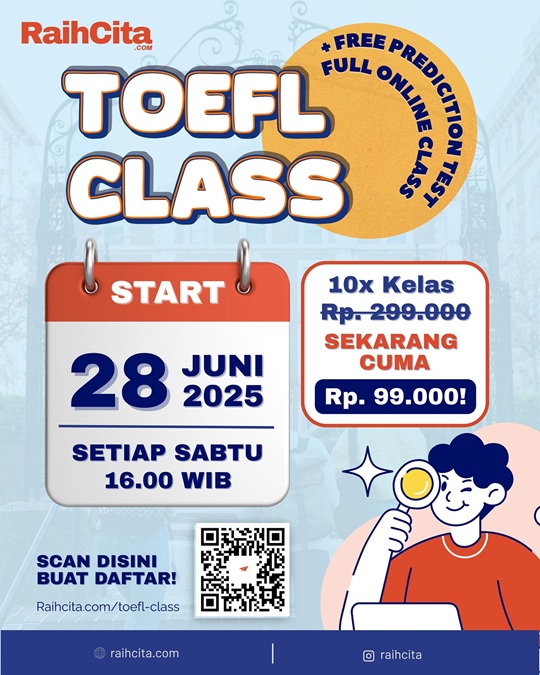 RaihCita
.COM
+ FREE PREDICITION TEST
FULL ONLINE CLASS
TOEFL
CLASS
START
28 JUNI
2025
SETIAP SABTU
16.00 WIB
10x Kelas
Rp. 299.000
SEKARANG
CUMA
Rp. 99.000!
SCAN DISINI
BUAT DAFTAR!
Raihcita.com/toefl-class
raihcita.com
raihcita